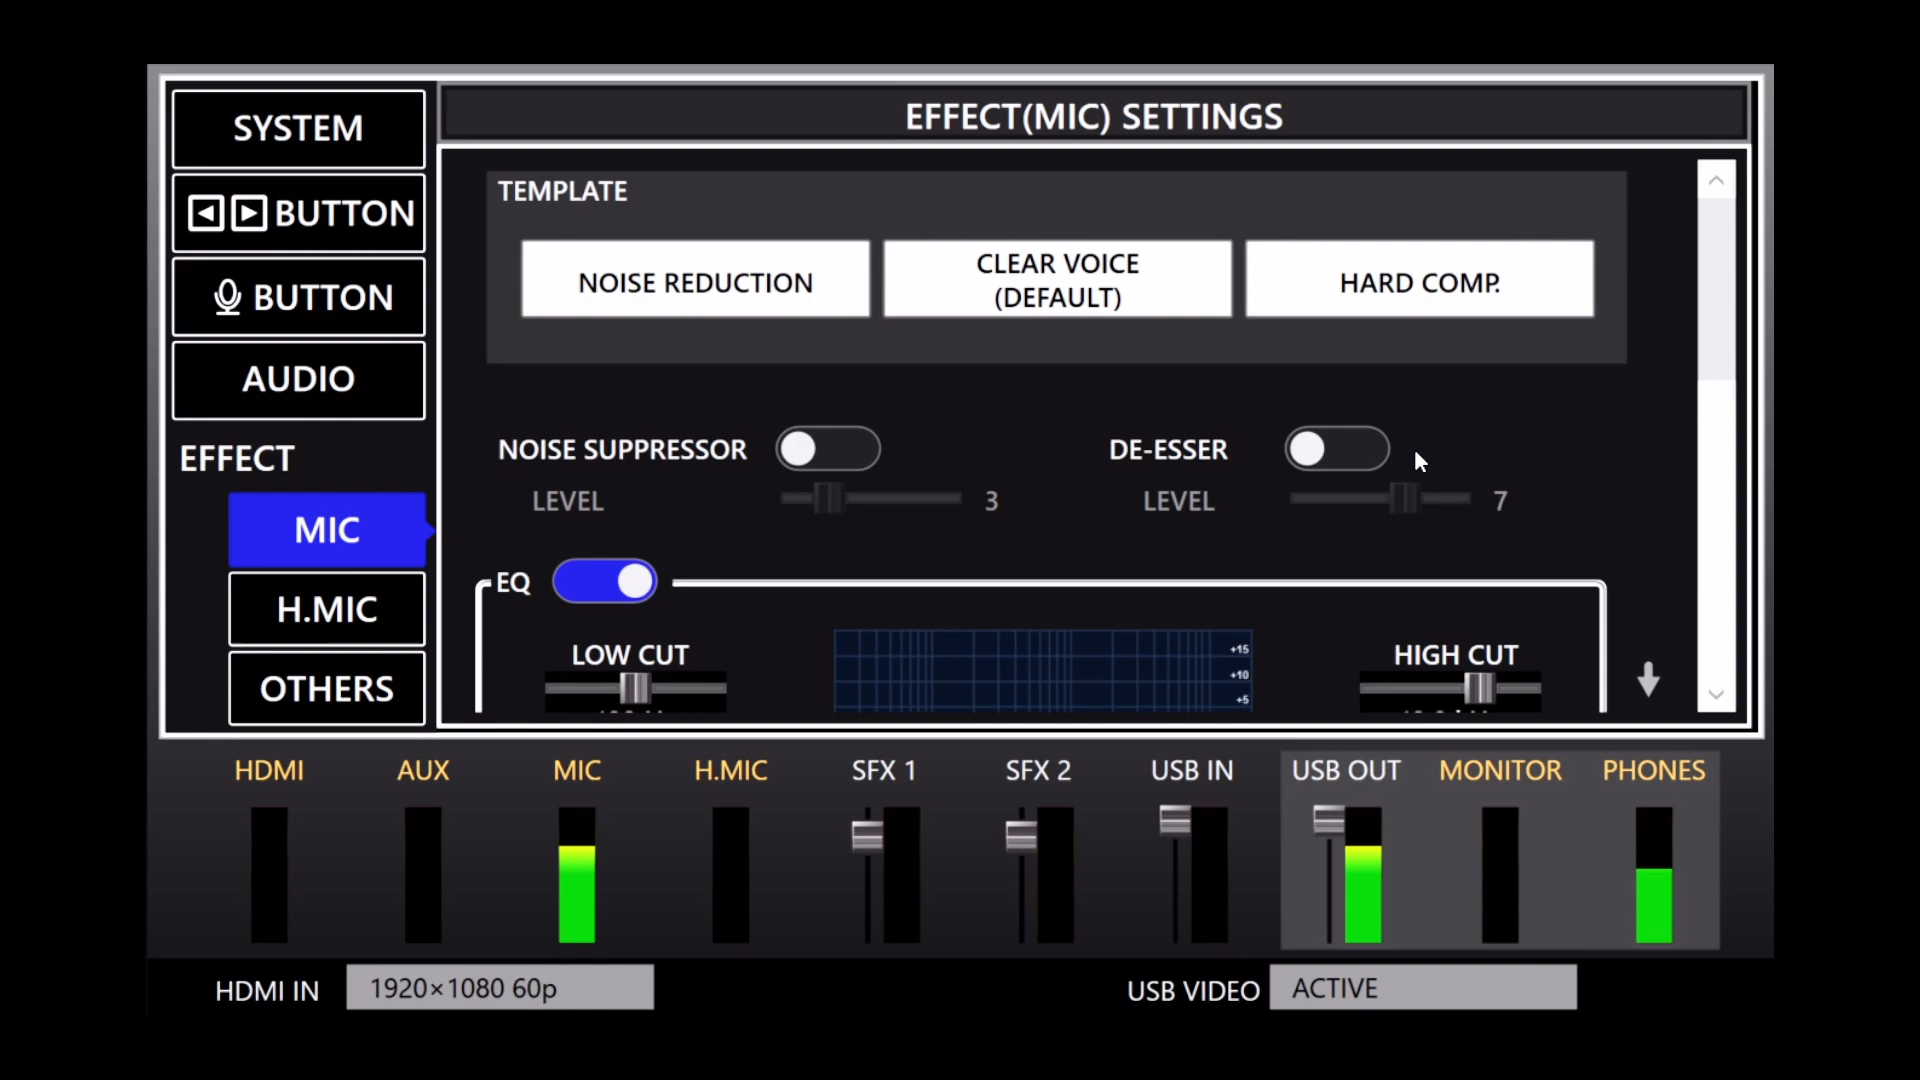 SYSTEM
BUTTON
BUTTON
AUDIO
EFFECT
MIC
H.MIC
OTHERS
EFFECT(MIC) SETTINGS
TEMPLATE
NOISE REDUCTION
CLEAR VOICE
(DEFAULT)
HARD COMP.
NOISE SUPPRESSOR
DE-ESSER
LEVEL 3
LEVEL 7
EQ
LOW CUT
HIGH CUT
+15
+10
+5
HDMI AUX MIC H.MIC SFX 1 SFX 2 USB IN USB OUT MONITOR PHONES
HDMI IN 1920×1080 60p
USB VIDEO ACTIVE